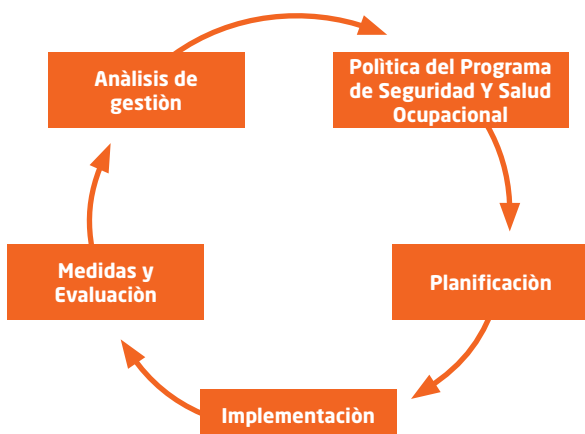 Anàlisis de
gestiòn
Polìtica del Programa
de Seguridad Y Salud
Ocupacional
Planificaciòn
Implementaciòn
Medidas y
Evaluaciòn